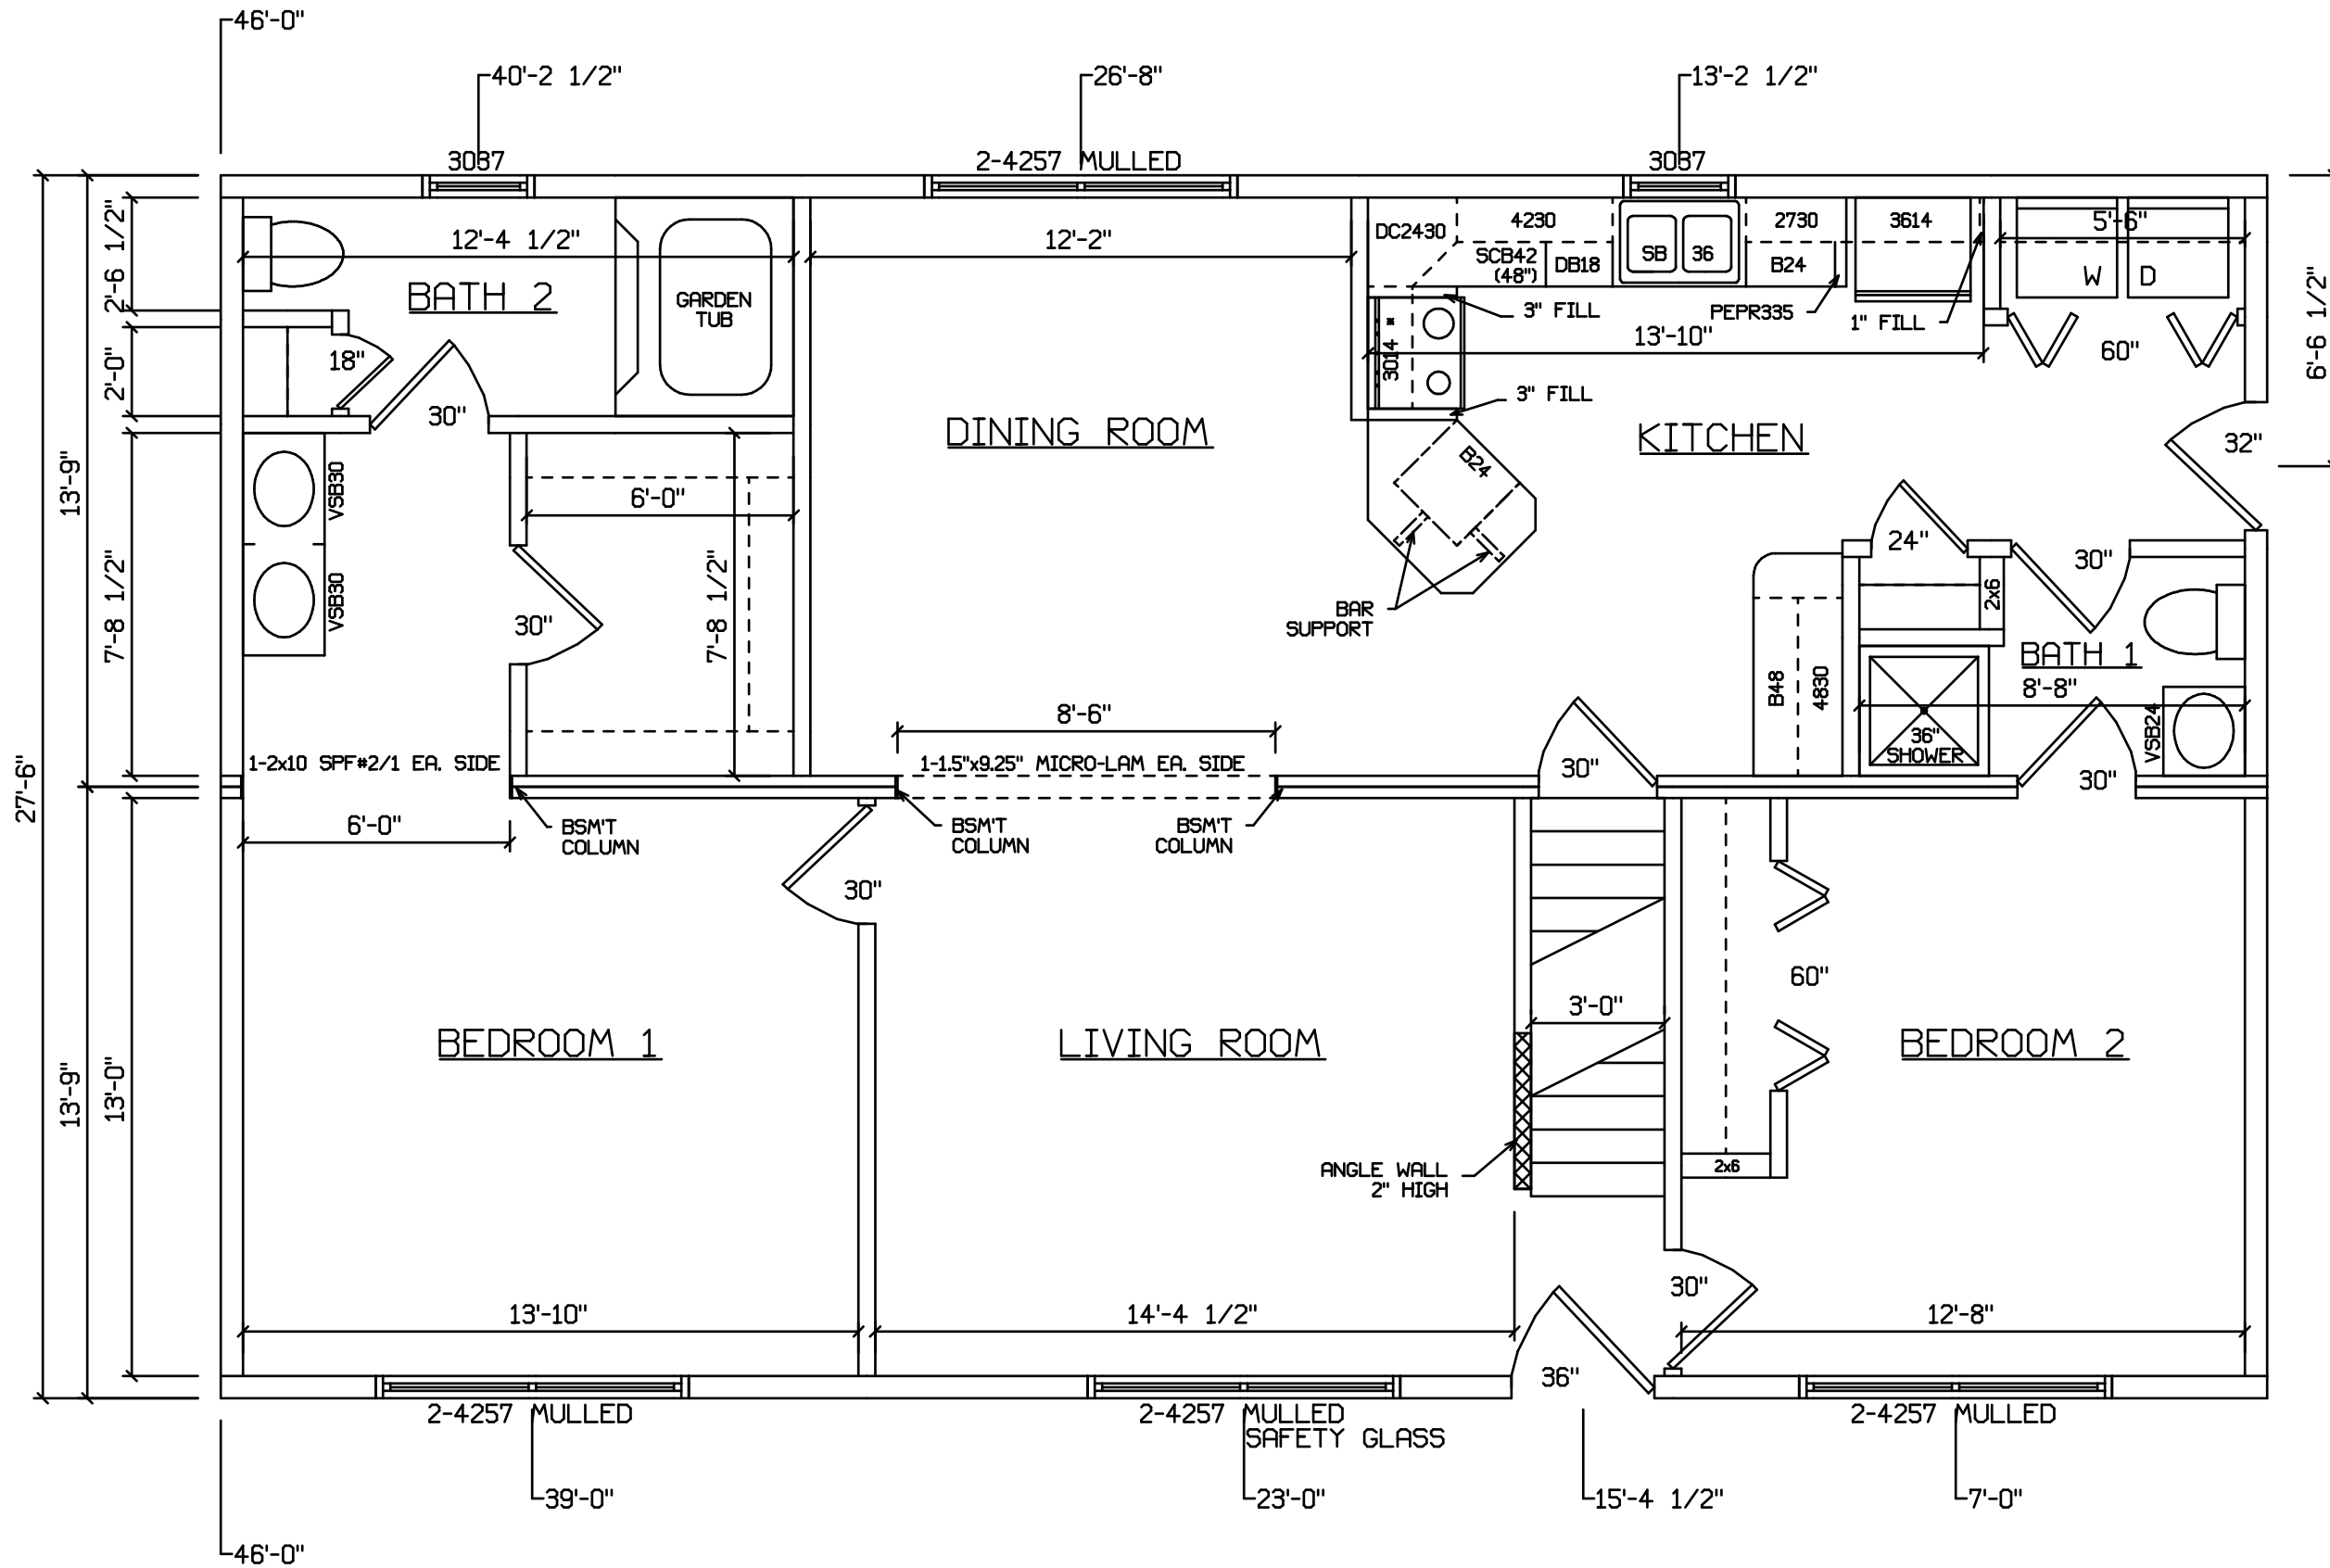 46'-0"
40'-2 1/2"
26'-8"
13'-2 1/2"
3037
2-4257 MULLED
3037
27'-6"
13'-9"
13'-9"
2'-6 1/2"
2'-0"
7'-8 1/2"
13'-0"
12'-4 1/2"
BATH 2
GARDEN
TUB
18"
30"
VSB30
VSB30
6'-0"
7'-8 1/2"
30"
12'-2"
DINING ROOM
DC2430
4230
SCB42
(48")
DB18
SB 36
2730
B24
3614
PEPR335
1" FILL
3" FILL
3014
3" FILL
13'-10"
KITCHEN
B24
BAR
SUPPORT
5'-6"
W D
60"
6'-6 1/2"
32"
24"
30"
2x6
BATH 1
8'-8"
B48
4830
36"
SHOWER
VSB24
30"
30"
8'-6"
1-2x10 SPF#2/1 EA. SIDE
1-1.5"x9.25" MICRO-LAM EA. SIDE
6'-0"
BSM'T
COLUMN
BSM'T
COLUMN
BSM'T
COLUMN
30"
60"
3'-0"
BEDROOM 1
LIVING ROOM
BEDROOM 2
ANGLE WALL
2" HIGH
2x6
30"
13'-10"
14'-4 1/2"
12'-8"
36"
2-4257 MULLED
2-4257 MULLED
SAFETY GLASS
2-4257 MULLED
39'-0"
23'-0"
15'-4 1/2"
7'-0"
46'-0"